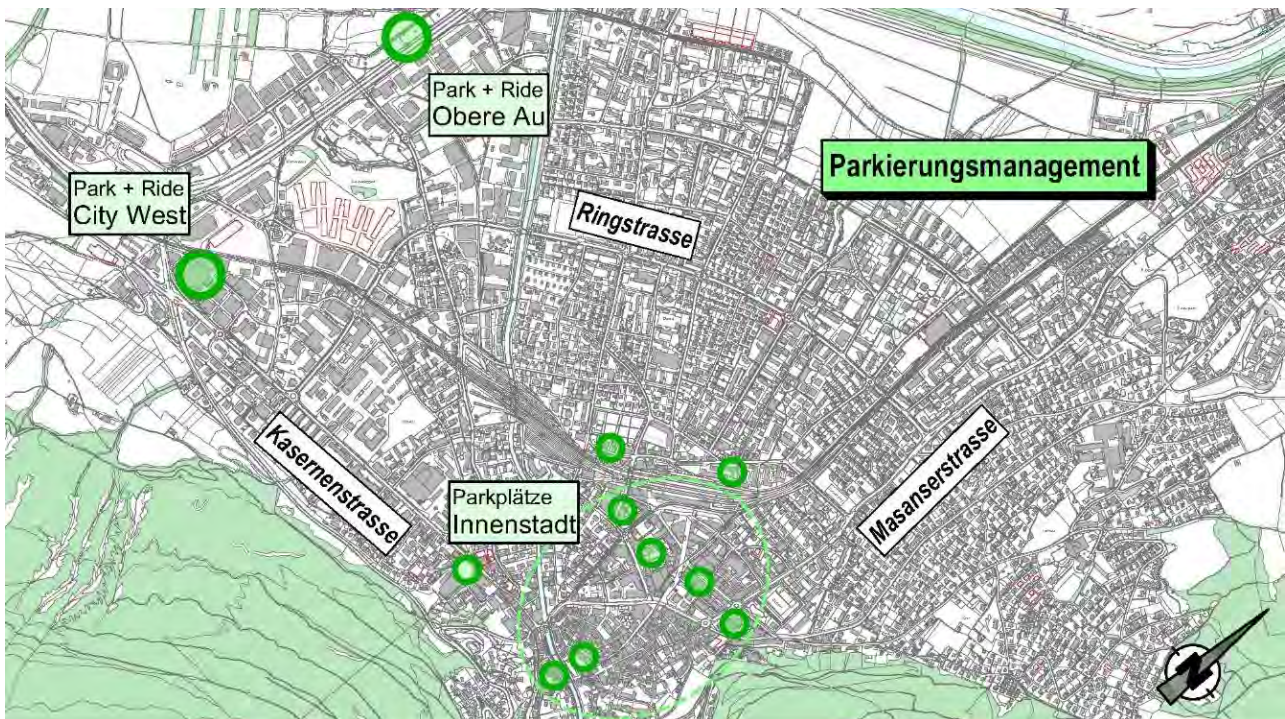 Park + Ride
Obere Au
Parkierungsmanagement
Park + Ride
City West
Ringstrasse
Kasernenstrasse
Parkplätze
Innenstadt
Masanserstrasse